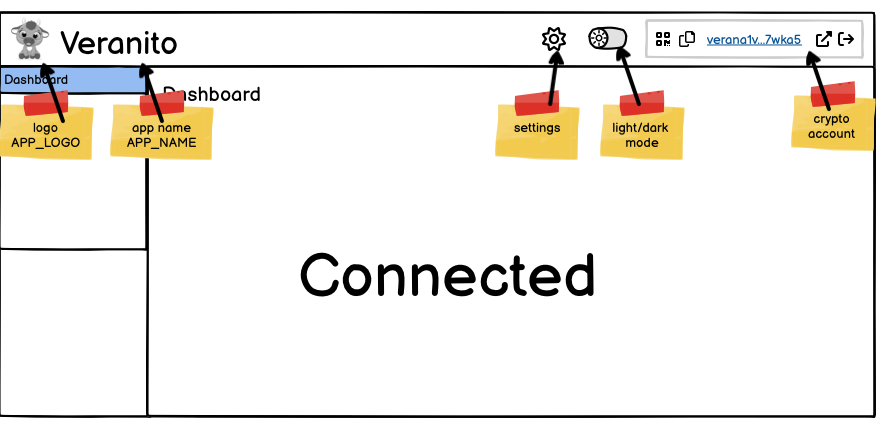 Veranito
verana1v...7wka5
Dashboard
Dashboard
logo
APP_LOGO
app name
APP_NAME
settings
light/dark
mode
crypto
account
Connected